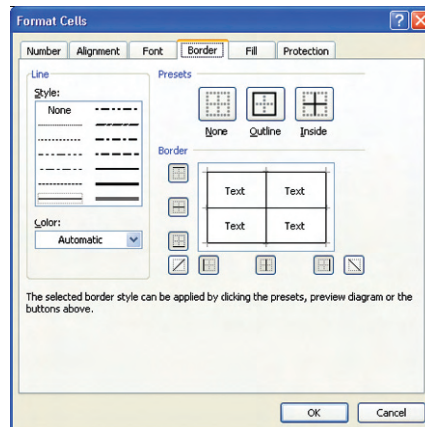 Format Cells
Number Alignment Font Border Fill Protection
Line
Style:
None
Color:
Automatic
Presets
None Outline Inside
Border
Text Text
Text Text
The selected border style can be applied by clicking the presets, preview diagram or the
buttons above.
OK Cancel